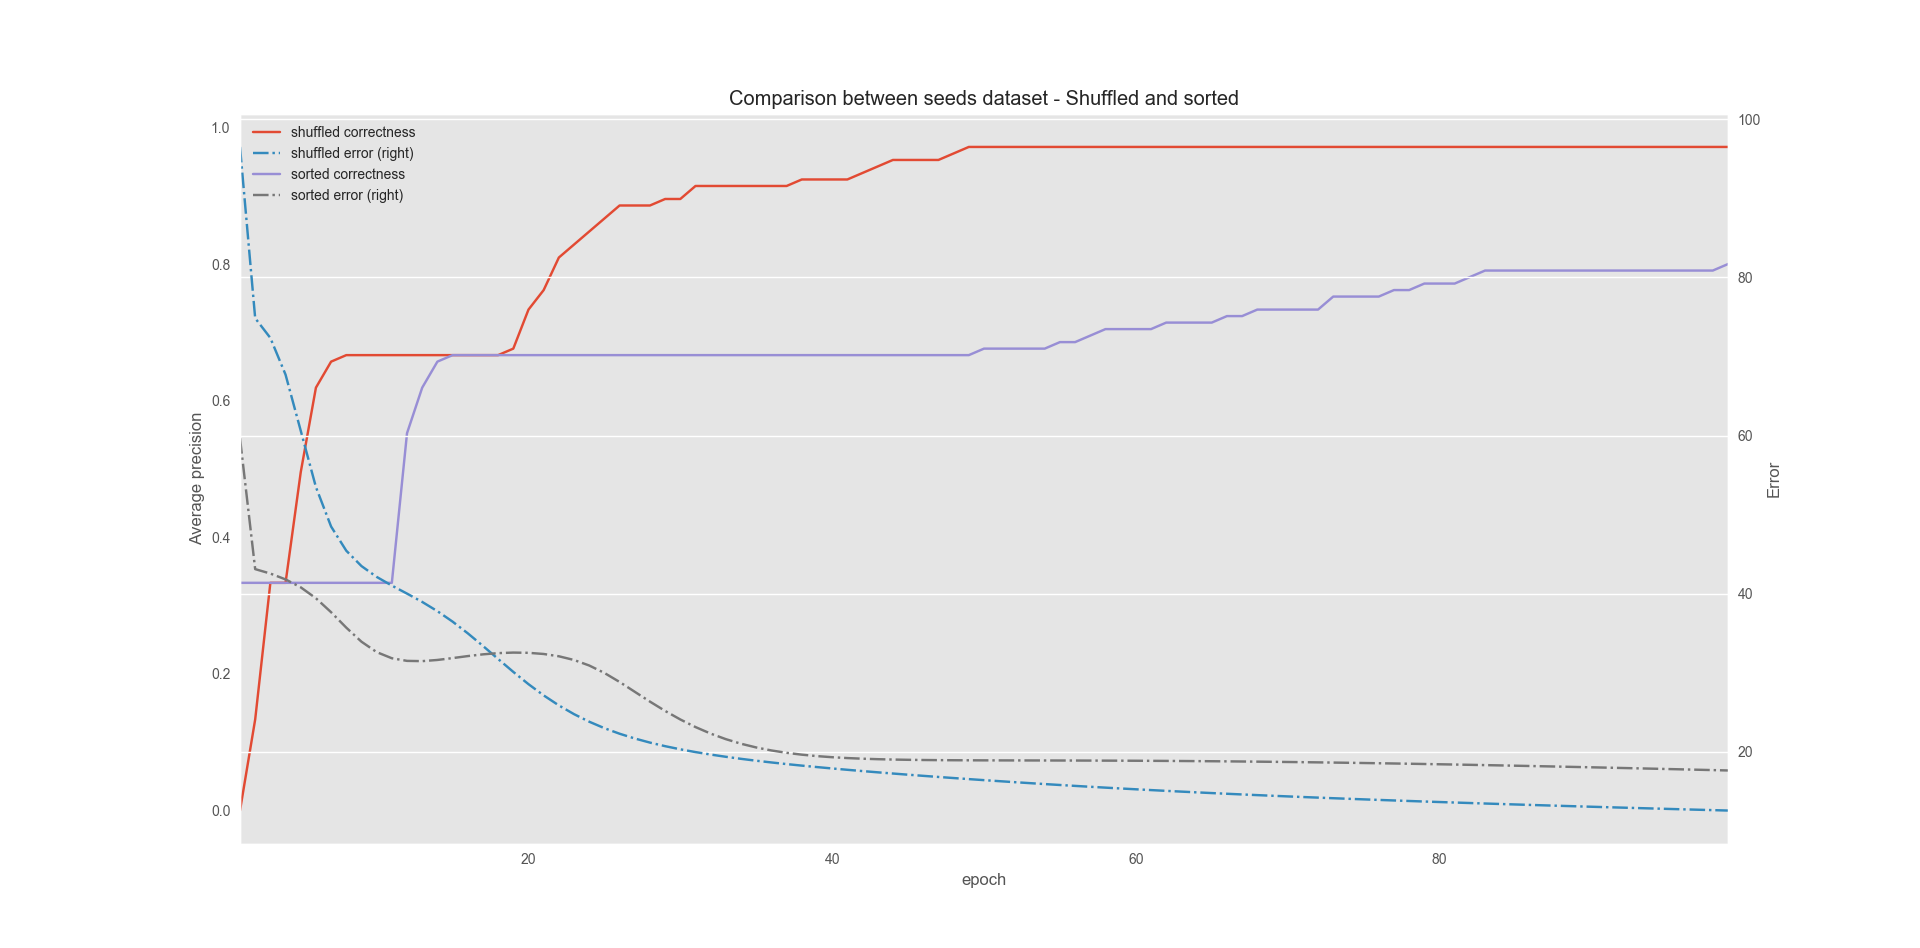 Comparison between seeds dataset - Shuffled and sorted
shuffled correctness
shuffled error (right)
sorted correctness
sorted error (right)
1.0
0.8
0.6
0.4
0.2
0.0
Average precision
100
80
60
40
20
Error
20
40
60
80
epoch